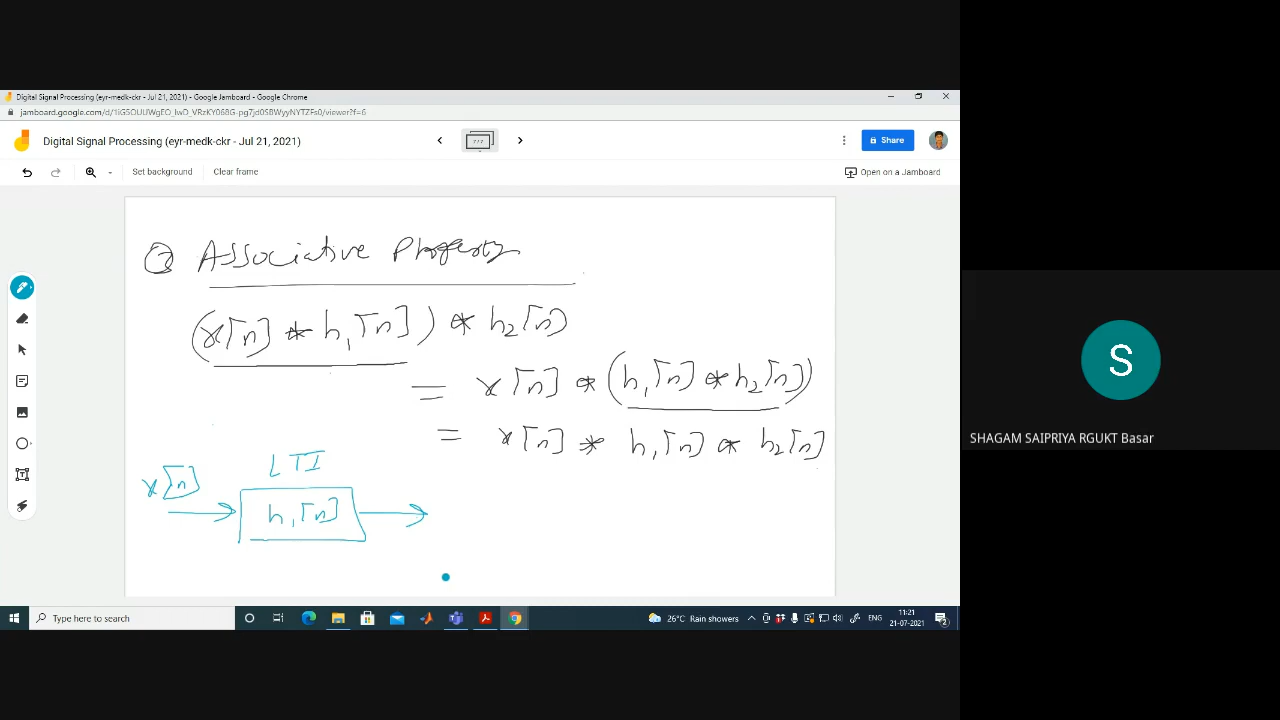 Digital Signal Processing (eyr-medk-ckr - Jul 21, 2021) - Google Jamboard - Google Chrome
Digital Signal Processing (eyr-medk-ckr - Jul 21, 2021)
Share
Set background
Clear frame
Open on a Jamboard
Associative Property
(x[n] * h₁[n]) * h₂[n]
= x[n] * (h₁[n] * h₂[n])
= x[n] * h₁[n] * h₂[n]
LTI
x[n]
h₁[n]
S
SHAGAM SAIPRIYA RGUKT Basar
Type here to search
26°C Rain showers
ENG
11:21
21-07-2021
2